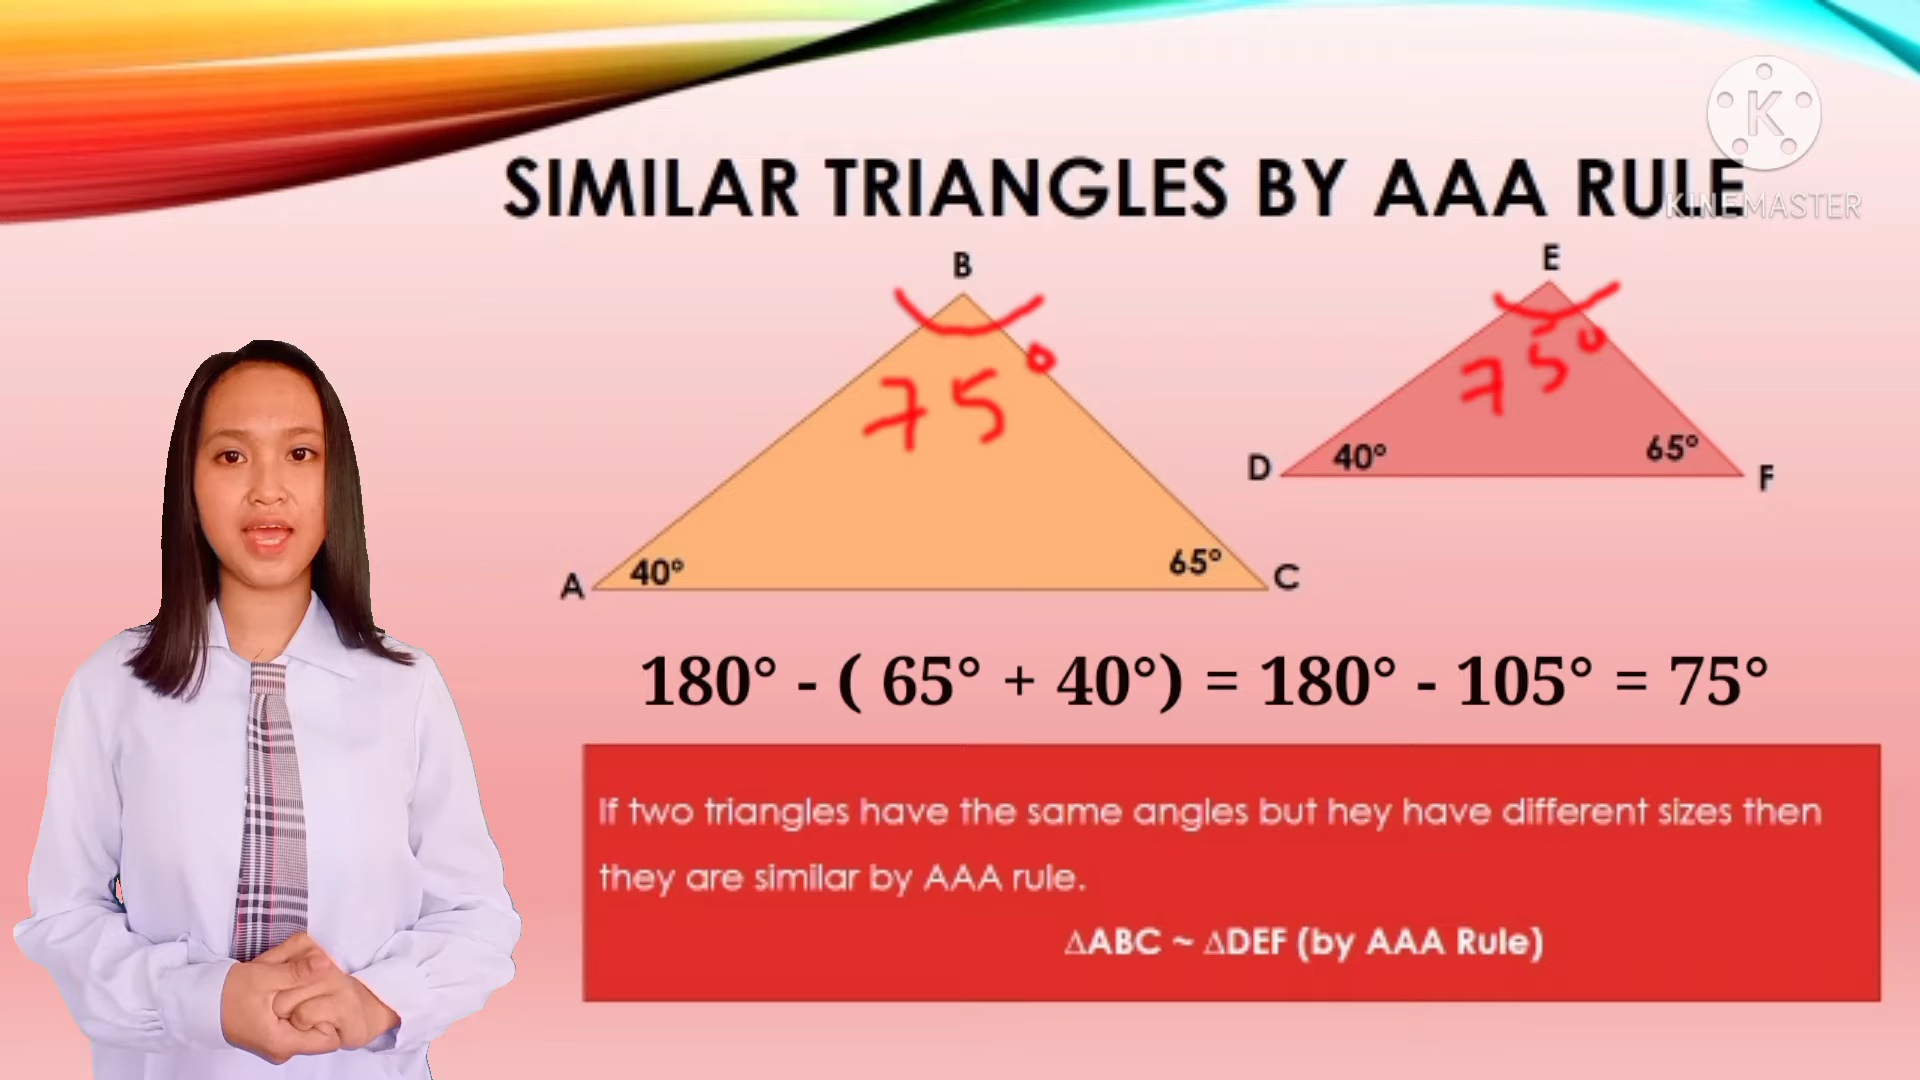 K
KINEMASTER
SIMILAR TRIANGLES BY AAA RULE
B
E
75°
75°
D
40°
65°
F
A
40°
65°
C
180° - ( 65° + 40°) = 180° - 105° = 75°
If two triangles have the same angles but hey have different sizes then
they are similar by AAA rule.
∆ABC ~ ∆DEF (by AAA Rule)